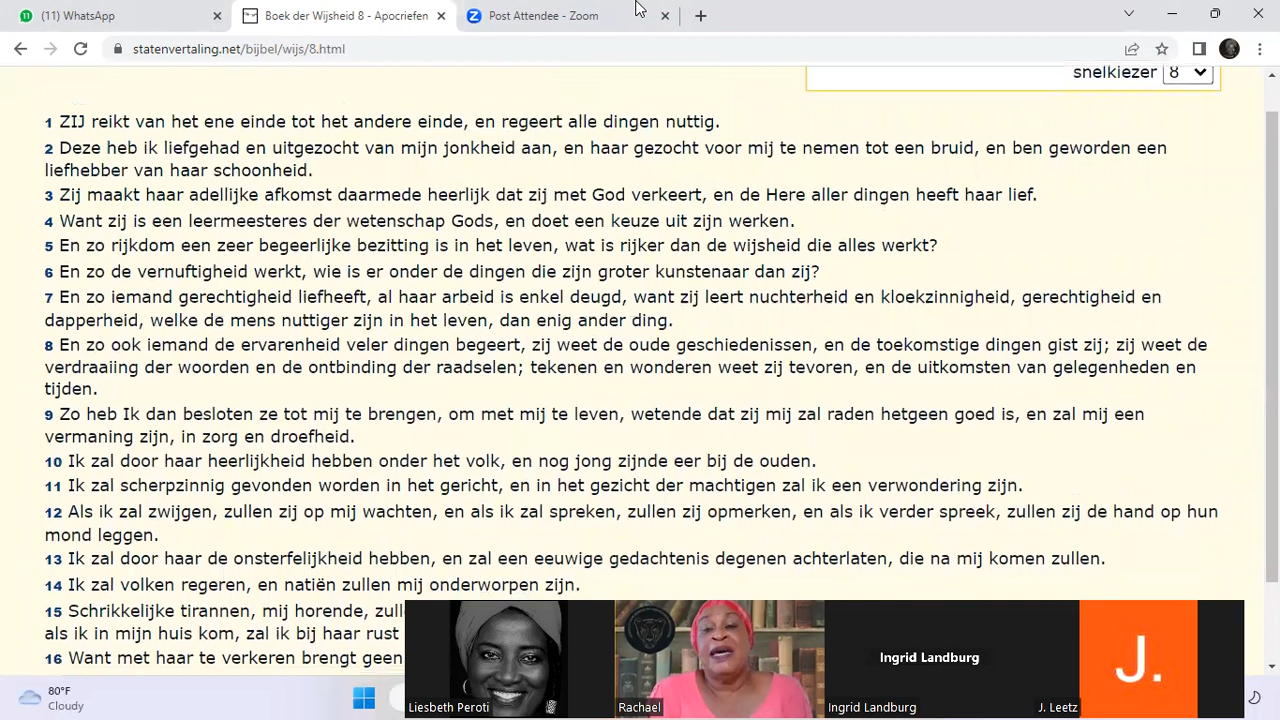 (11) WhatsApp
Boek der Wijsheid 8 - Apocriefen
Post Attendee - Zoom
statenvertaling.net/bijbel/wijs/8.html
snelkiezer 8
1 ZIJ reikt van het ene einde tot het andere einde, en regeert alle dingen nuttig.
2 Deze heb ik liefgehad en uitgezocht van mijn jonkheid aan, en haar gezocht voor mij te nemen tot een bruid, en ben geworden een
liefhebber van haar schoonheid.
3 Zij maakt haar adellijke afkomst daarmede heerlijk dat zij met God verkeert, en de Here aller dingen heeft haar lief.
4 Want zij is een leermeesteres der wetenschap Gods, en doet een keuze uit zijn werken.
5 En zo rijkdom een zeer begeerlijke bezitting is in het leven, wat is rijker dan de wijsheid die alles werkt?
6 En zo de vernuftigheid werkt, wie is er onder de dingen die zijn groter kunstenaar dan zij?
7 En zo iemand gerechtigheid liefheeft, al haar arbeid is enkel deugd, want zij leert nuchterheid en kloekzinnigheid, gerechtigheid en
dapperheid, welke de mens nuttiger zijn in het leven, dan enig ander ding.
8 En zo ook iemand de ervarenheid veler dingen begeert, zij weet de oude geschiedenissen, en de toekomstige dingen gist zij; zij weet de
verdraaiing der woorden en de ontbinding der raadselen; tekenen en wonderen weet zij tevoren, en de uitkomsten van gelegenheden en
tijden.
9 Zo heb Ik dan besloten ze tot mij te brengen, om met mij te leven, wetende dat zij mij zal raden hetgeen goed is, en zal mij een
vermaning zijn, in zorg en droefheid.
10 Ik zal door haar heerlijkheid hebben onder het volk, en nog jong zijnde eer bij de ouden.
11 Ik zal scherpzinnig gevonden worden in het gericht, en in het gezicht der machtigen zal ik een verwondering zijn.
12 Als ik zal zwijgen, zullen zij op mij wachten, en als ik zal spreken, zullen zij opmerken, en als ik verder spreek, zullen zij de hand op hun
mond leggen.
13 Ik zal door haar de onsterfelijkheid hebben, en zal een eeuwige gedachtenis degenen achterlaten, die na mij komen zullen.
14 Ik zal volken regeren, en natiën zullen mij onderworpen zijn.
15 Schrikkelijke tirannen, mij horende, zull
als ik in mijn huis kom, zal ik bij haar rust
16 Want met haar te verkeren brengt geen
Ingrid Landburg
J.
Liesbeth Peroti
Rachael
Ingrid Landburg
J. Leetz
80°F
Cloudy